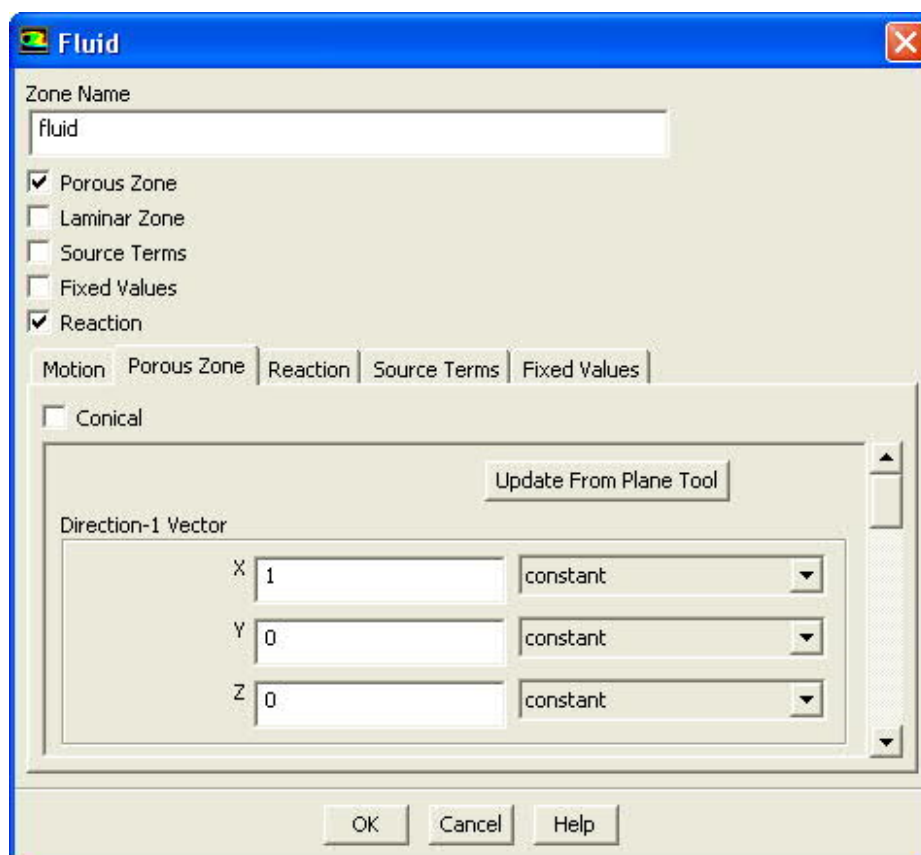 Fluid
Zone Name
fluid
Porous Zone
Laminar Zone
Source Terms
Fixed Values
Reaction
Motion Porous Zone Reaction Source Terms Fixed Values
Conical
Update From Plane Tool
Direction-1 Vector
X 1 constant
Y 0 constant
Z 0 constant
OK Cancel Help